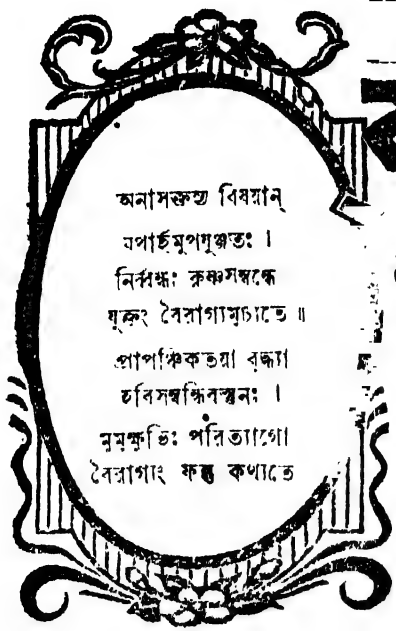 অনাসক্তস্য বিষয়ান্
যথার্হমুপযুঞ্জতঃ ।
নির্ব্বন্ধঃ কৃষ্ণসম্বন্ধে
যুক্তং বৈরাগ্যমুচ্যতে ॥
প্রাপঞ্চিকতয়া বুদ্ধ্যা
হরিসম্বন্ধিবস্তুনঃ ।
মুমুক্ষুভিঃ পরিত্যাগো
বৈরাগ্যং ফল্গু কথ্যতে